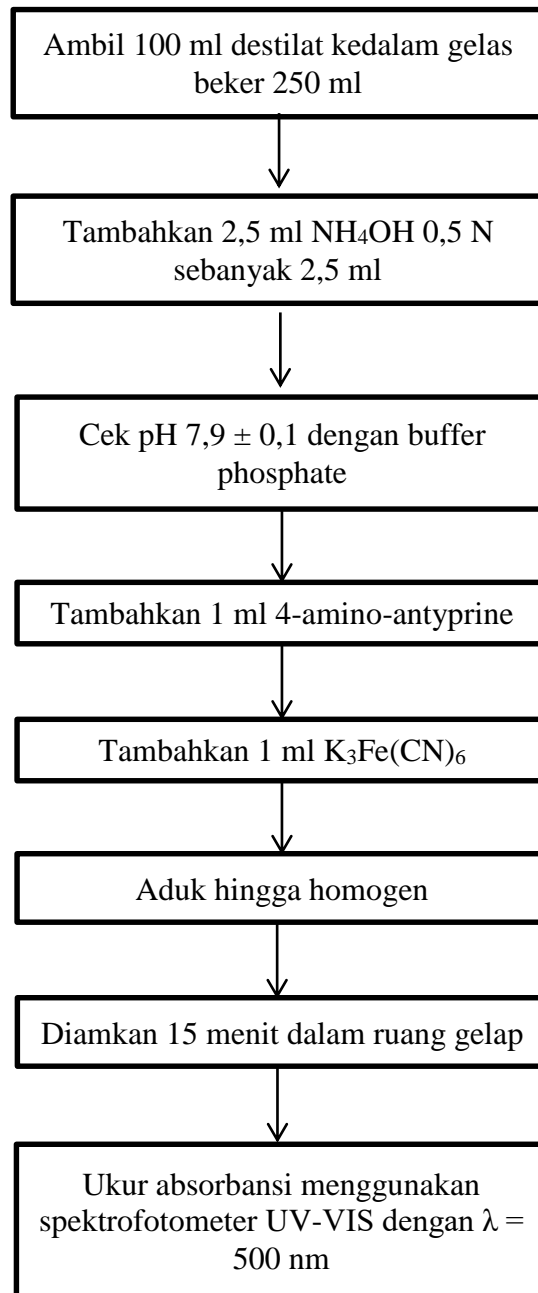 Ambil 100 ml destilat kedalam gelas
beker 250 ml
Tambahkan 2,5 ml NH₄OH 0,5 N
sebanyak 2,5 ml
Cek pH 7,9 ± 0,1 dengan buffer
phosphate
Tambahkan 1 ml 4-amino-antyprine
Tambahkan 1 ml K₃Fe(CN)₆
Aduk hingga homogen
Diamkan 15 menit dalam ruang gelap
Ukur absorbansi menggunakan
spektrofotometer UV-VIS dengan λ =
500 nm